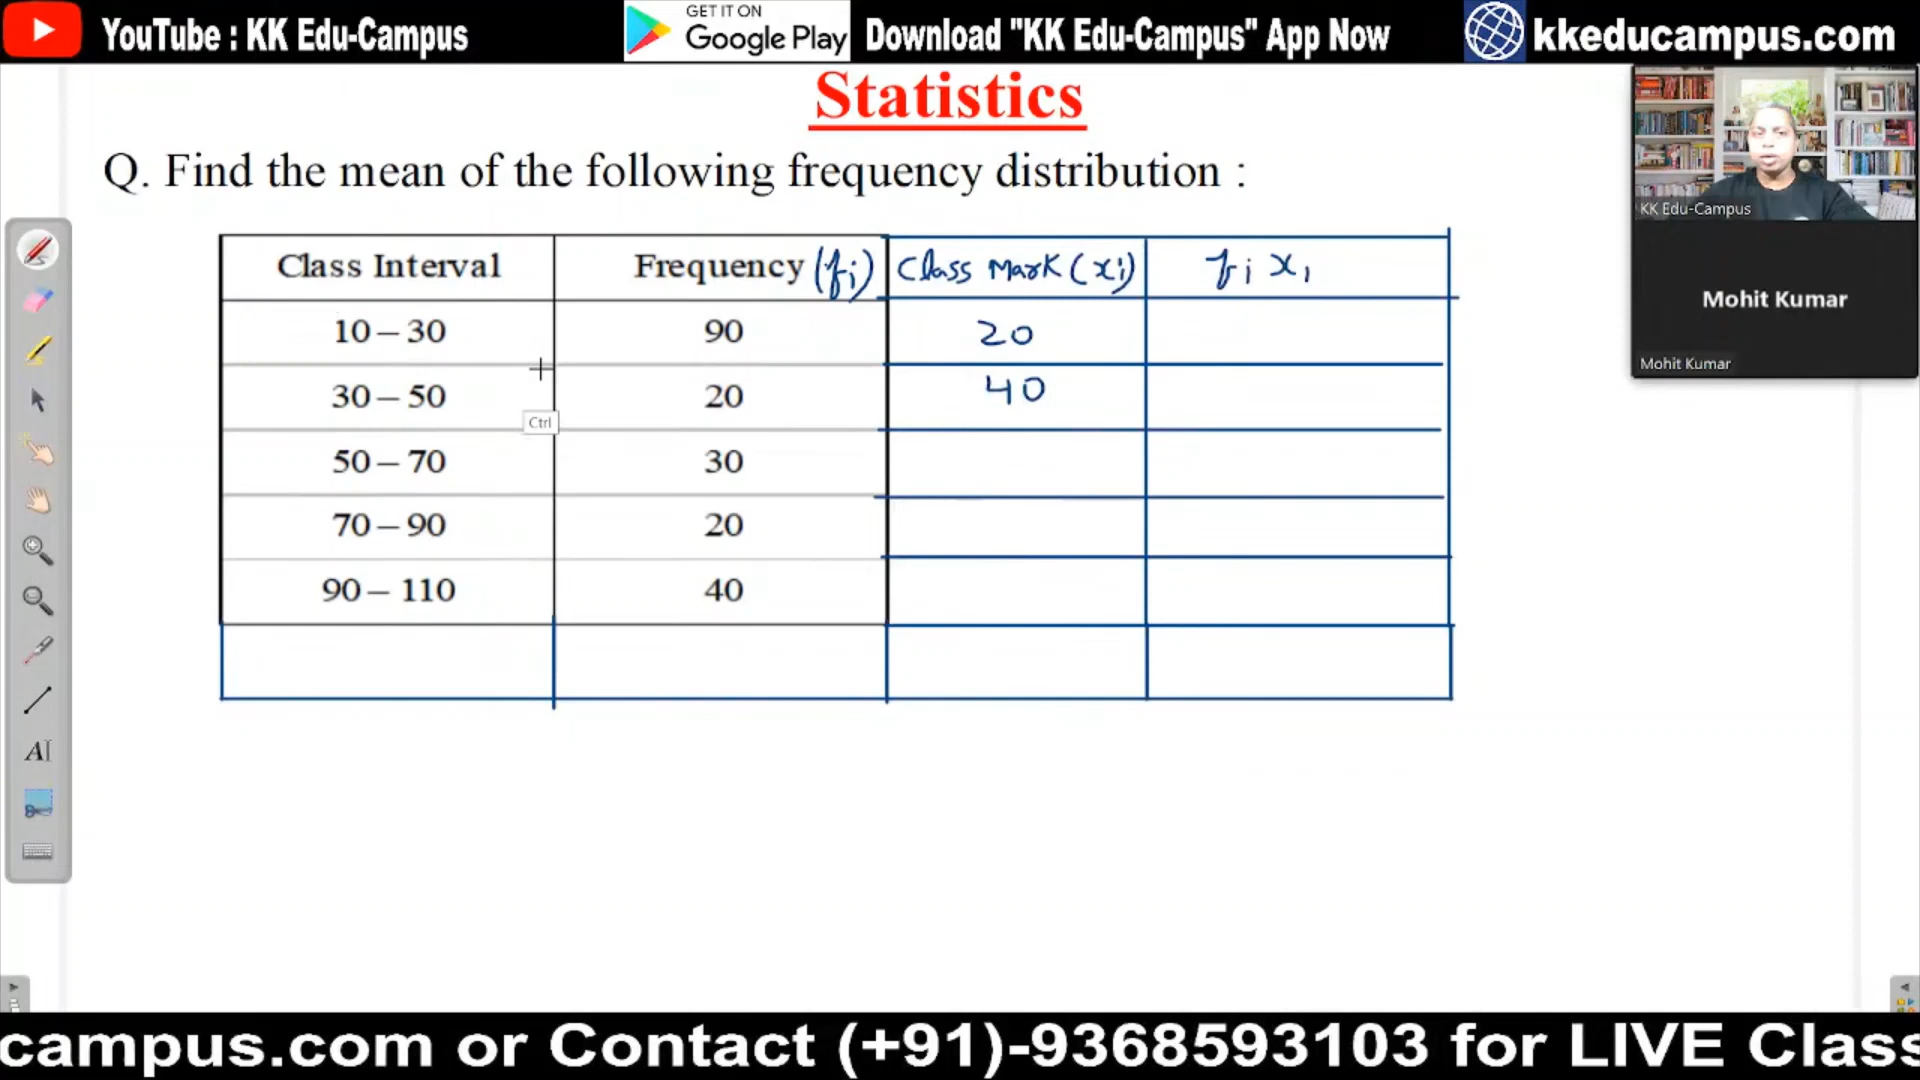 YouTube : KK Edu-Campus
GET IT ON
Google Play
Download "KK Edu-Campus" App Now
kkeducampus.com
Statistics
Q. Find the mean of the following frequency distribution :
KK Edu-Campus
Mohit Kumar
Mohit Kumar
Class Interval Frequency (fi) Class Mark (xi) fi xi
10 – 30 90 20
30 – 50 20 40
Ctrl
50 – 70 30
70 – 90 20
90 – 110 40
AI
campus.com or Contact (+91)-9368593103 for LIVE Class